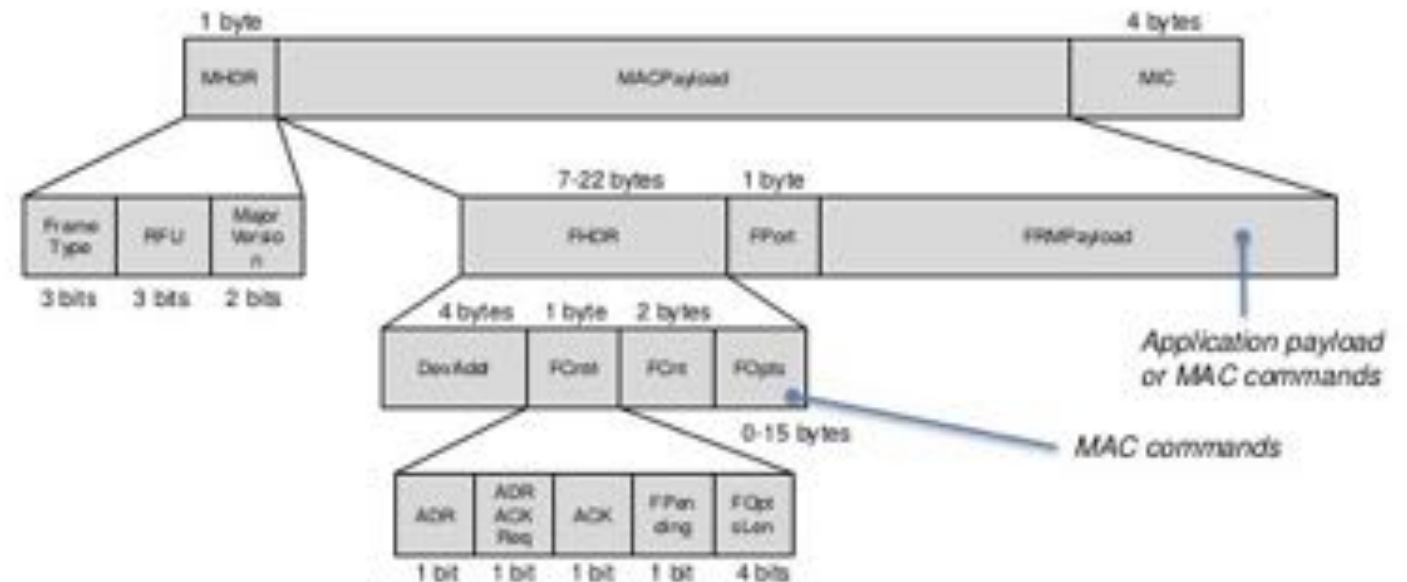 1 byte
4 bytes
MHDR
MACPayload
MIC
7-22 bytes
1 byte
Frame
Type
RFU
Major
Versio
n
FHDR
FPort
FRMPayload
3 bits
3 bits
2 bits
4 bytes
1 byte
2 bytes
DevAdd
FCntrl
FCnt
FOpts
Application payload
or MAC commands
0-15 bytes
MAC commands
ADR
ADR
ACK
Req
ACK
FPen
ding
FOpt
sLen
1 bit
1 bit
1 bit
1 bit
4 bits